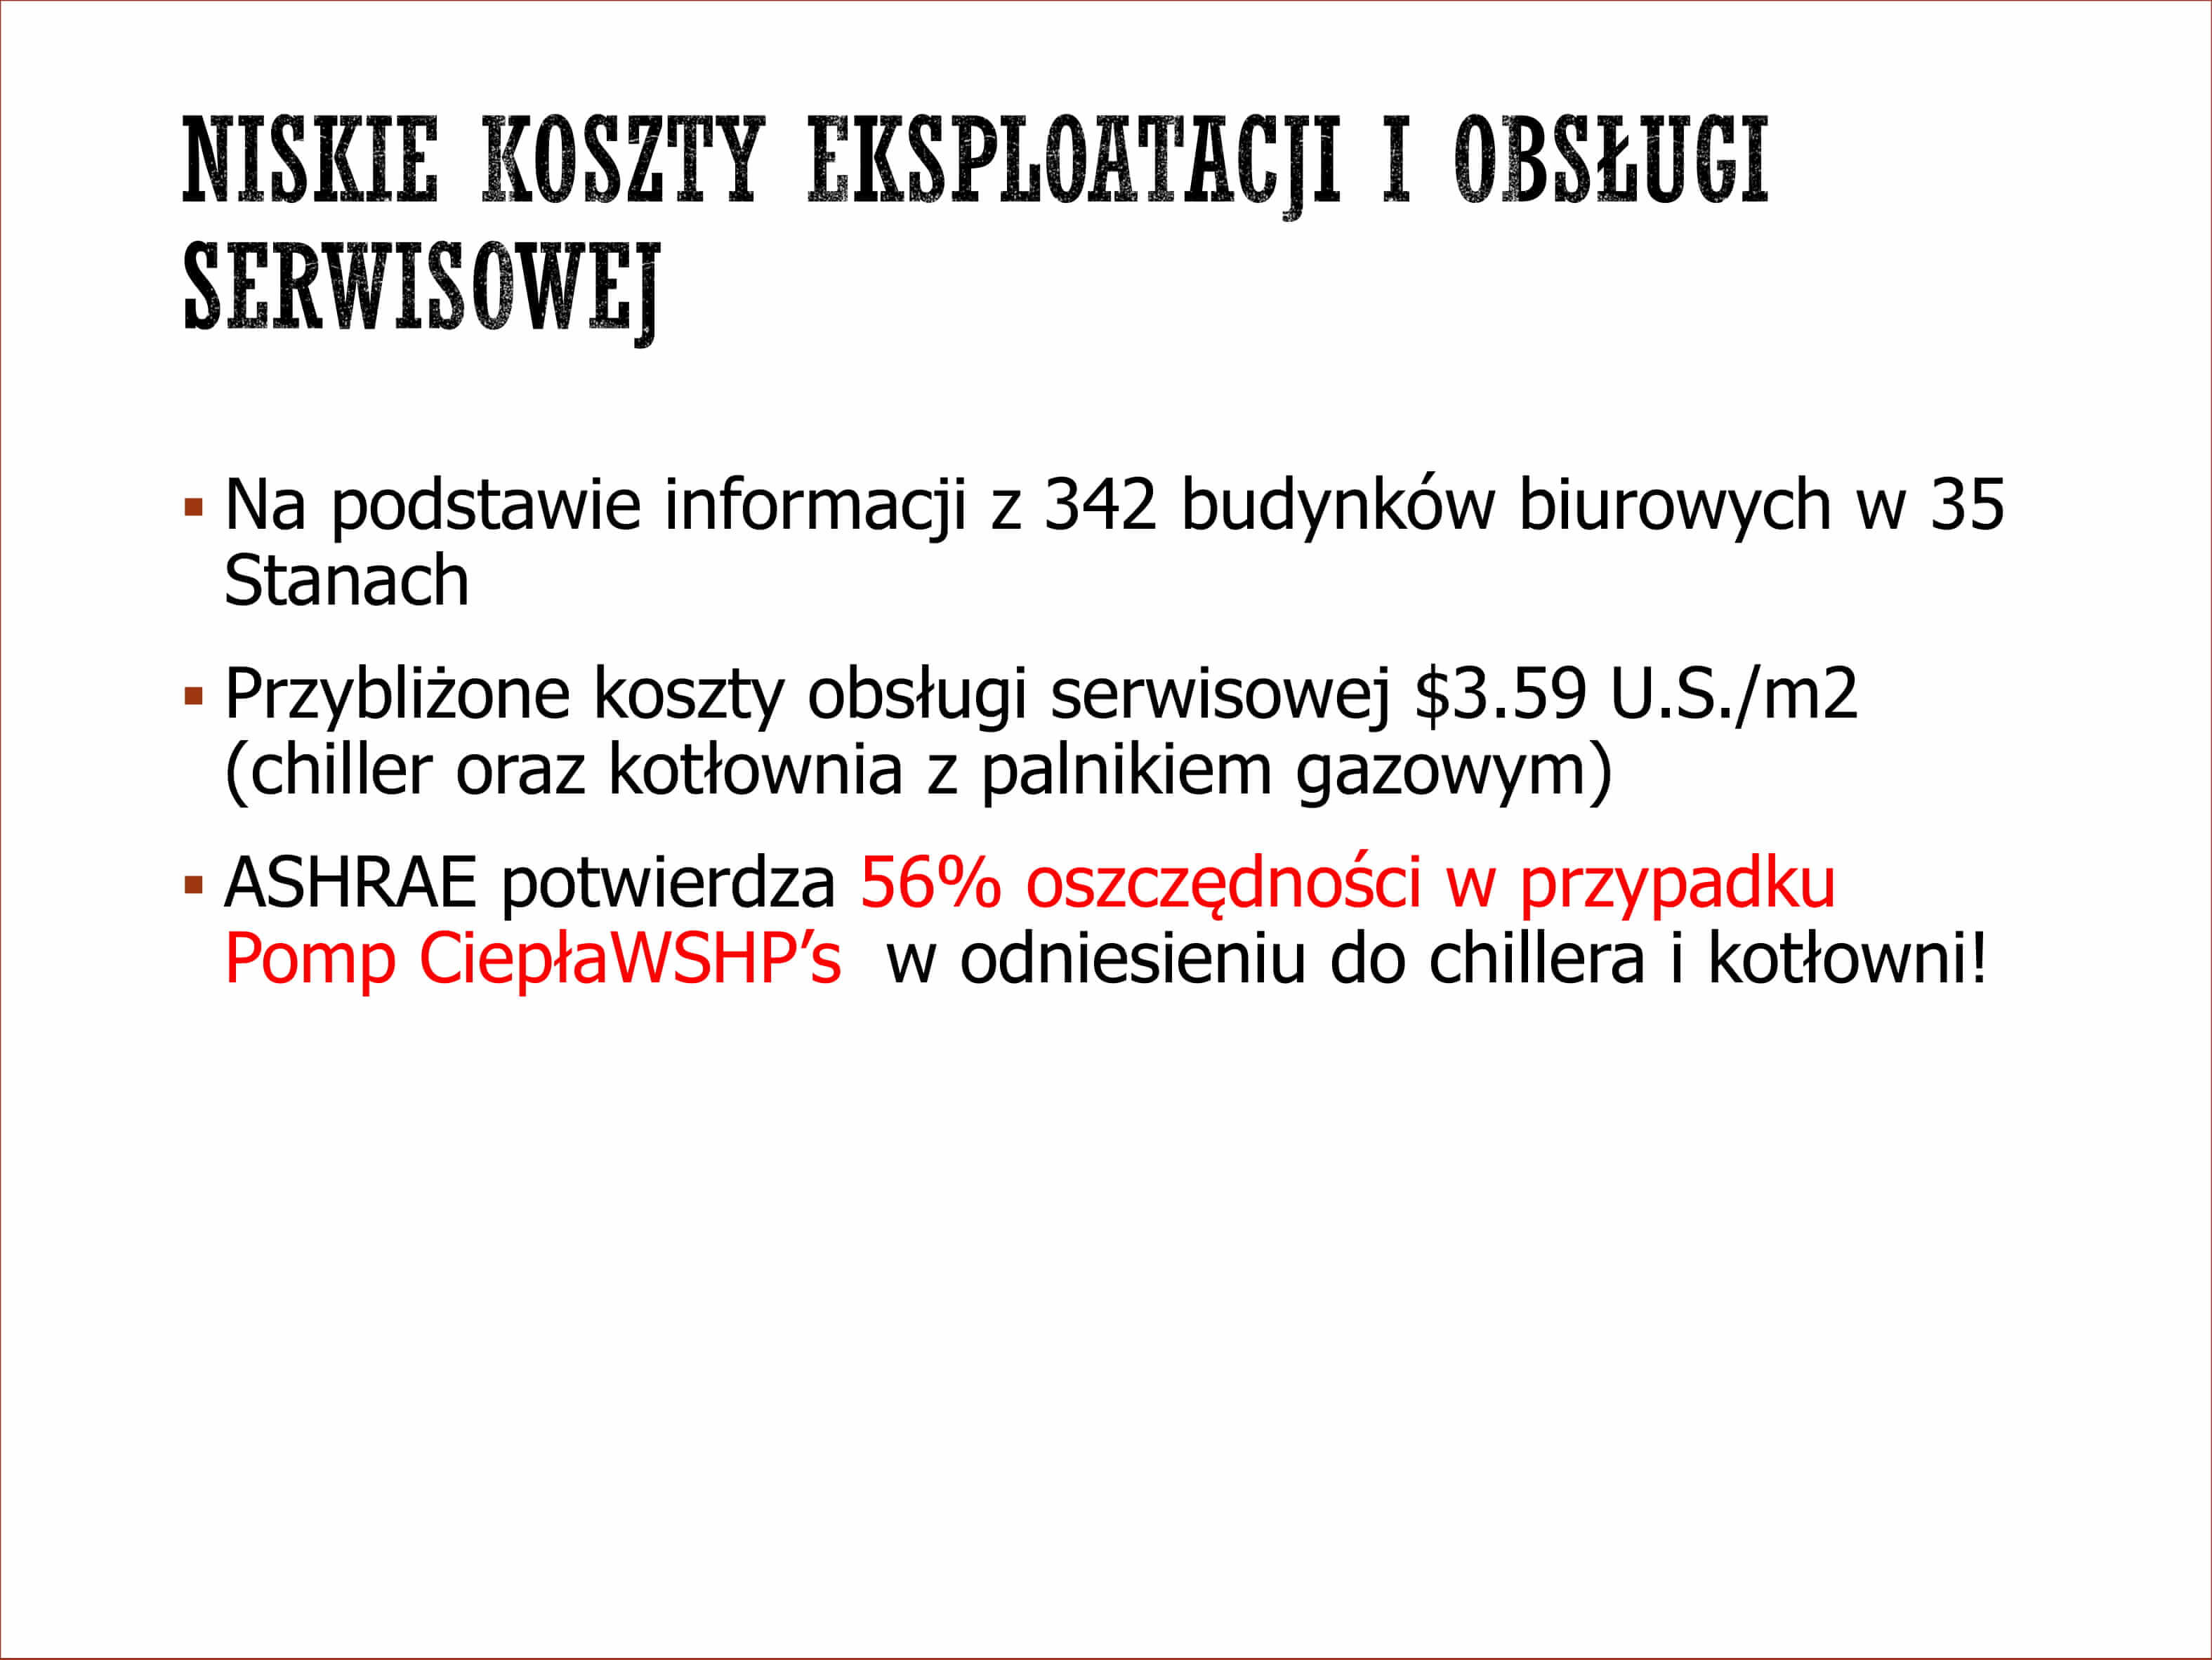 NISKIE KOSZTY EKSPLOATACJI I OBSŁUGI
SERWISOWEJ
▪ Na podstawie informacji z 342 budynków biurowych w 35
Stanach
▪ Przybliżone koszty obsługi serwisowej $3.59 U.S./m2
(chiller oraz kotłownia z palnikiem gazowym)
▪ ASHRAE potwierdza 56% oszczędności w przypadku
Pomp CiepłaWSHP’s w odniesieniu do chillera i kotłowni!